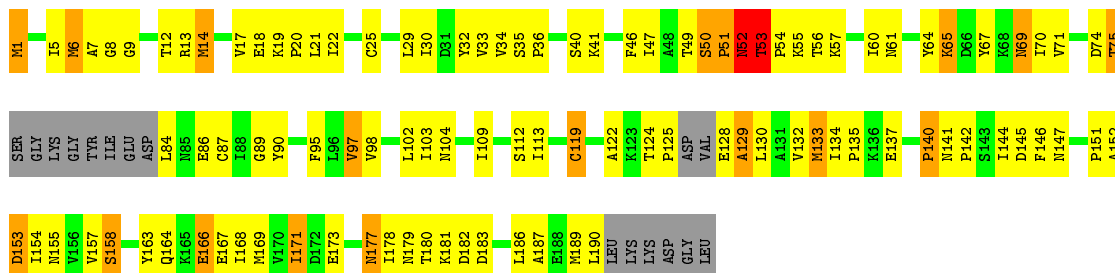 M1 I5 M6 A7 G8 G9 T12 R13 M14 V17 E18 K19 P20 L21 I22 C25 L29 I30 D31 Y32 V33 V34 S35 P36 S40 K41 F46 I47 A48 T49 S50 P51 N52 T53 P54 K55 T56 K57 I60 N61 Y64 K65 D66 Y67 K68 N69 I70 V71 D74
SER GLY LYS GLY TYR ILE GLU ASP L84 N85 E86 C87 I88 G89 Y90 F95 L96 V97 V98 L102 I103 N104 I109 S112 I113 C119 A122 K123 T124 P125 ASP VAL E128 A129 L130 A131 V132 M133 I134 P135 K136 E137 P140 N141 P142 S143 I144 D145 F146 N147 P151
D153 I154 N155 V156 V157 S158 Y163 Q164 K165 E166 E167 I168 M169 V170 I171 D172 E173 N177 I178 N179 T180 K181 D182 D183 L186 A187 E188 M189 L190 LEU LYS LYS ASP GLY LEU